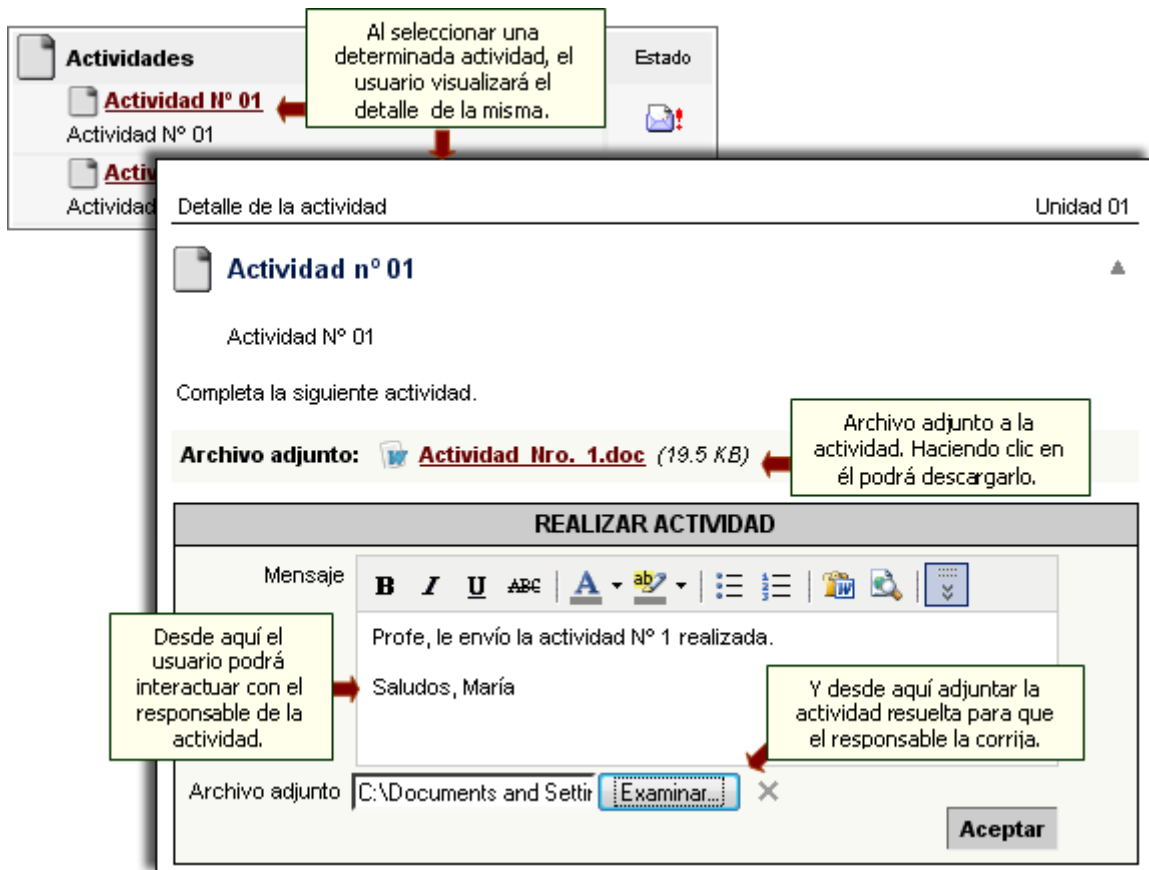 Actividades
Estado
Al seleccionar una
determinada actividad, el
usuario visualizará el
detalle de la misma.
Actividad Nº 01
Actividad Nº 01
Activ
Actividad
Detalle de la actividad
Unidad 01
Actividad nº 01
Actividad Nº 01
Completa la siguiente actividad.
Archivo adjunto: Actividad Nro. 1.doc (19.5 KB)
Archivo adjunto a la
actividad. Haciendo clic en
él podrá descargarlo.
REALIZAR ACTIVIDAD
Mensaje
B I U ABC A ab
Profe, le envío la actividad Nº 1 realizada.
Saludos, María
Desde aquí el
usuario podrá
interactuar con el
responsable de la
actividad.
Y desde aquí adjuntar la
actividad resuelta para que
el responsable la corrija.
Archivo adjunto C:\Documents and Settir Examinar...
Aceptar